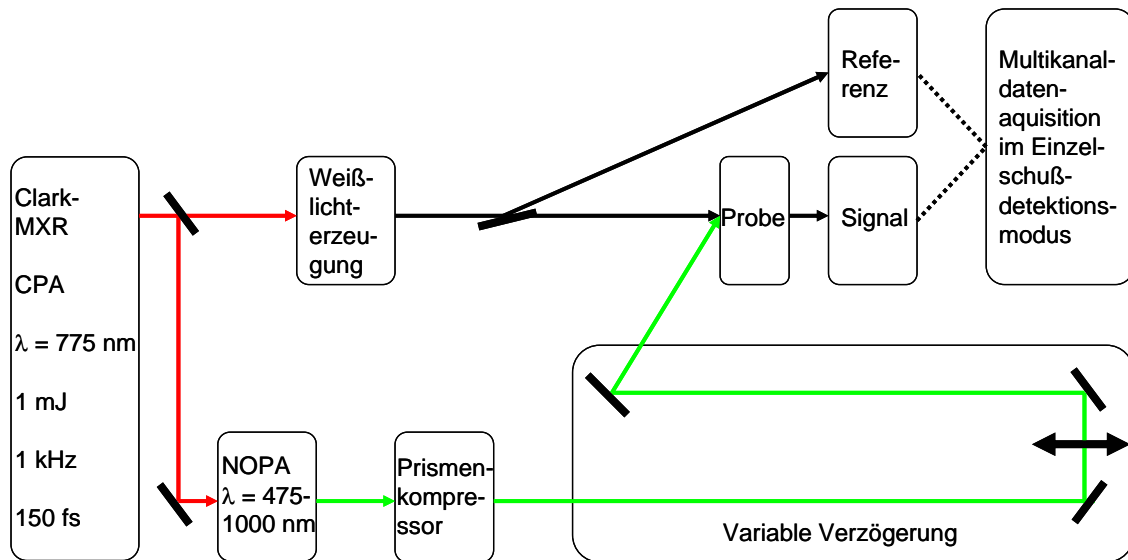 Clark-
MXR
CPA
λ = 775 nm
1 mJ
1 kHz
150 fs
Weiß-
licht-
erzeu-
gung
Refe-
renz
Probe
Signal
Multikanal-
daten-
aquisition
im Einzel-
schuß-
detektions-
modus
NOPA
λ = 475-
1000 nm
Prismen-
kompre-
ssor
Variable Verzögerung